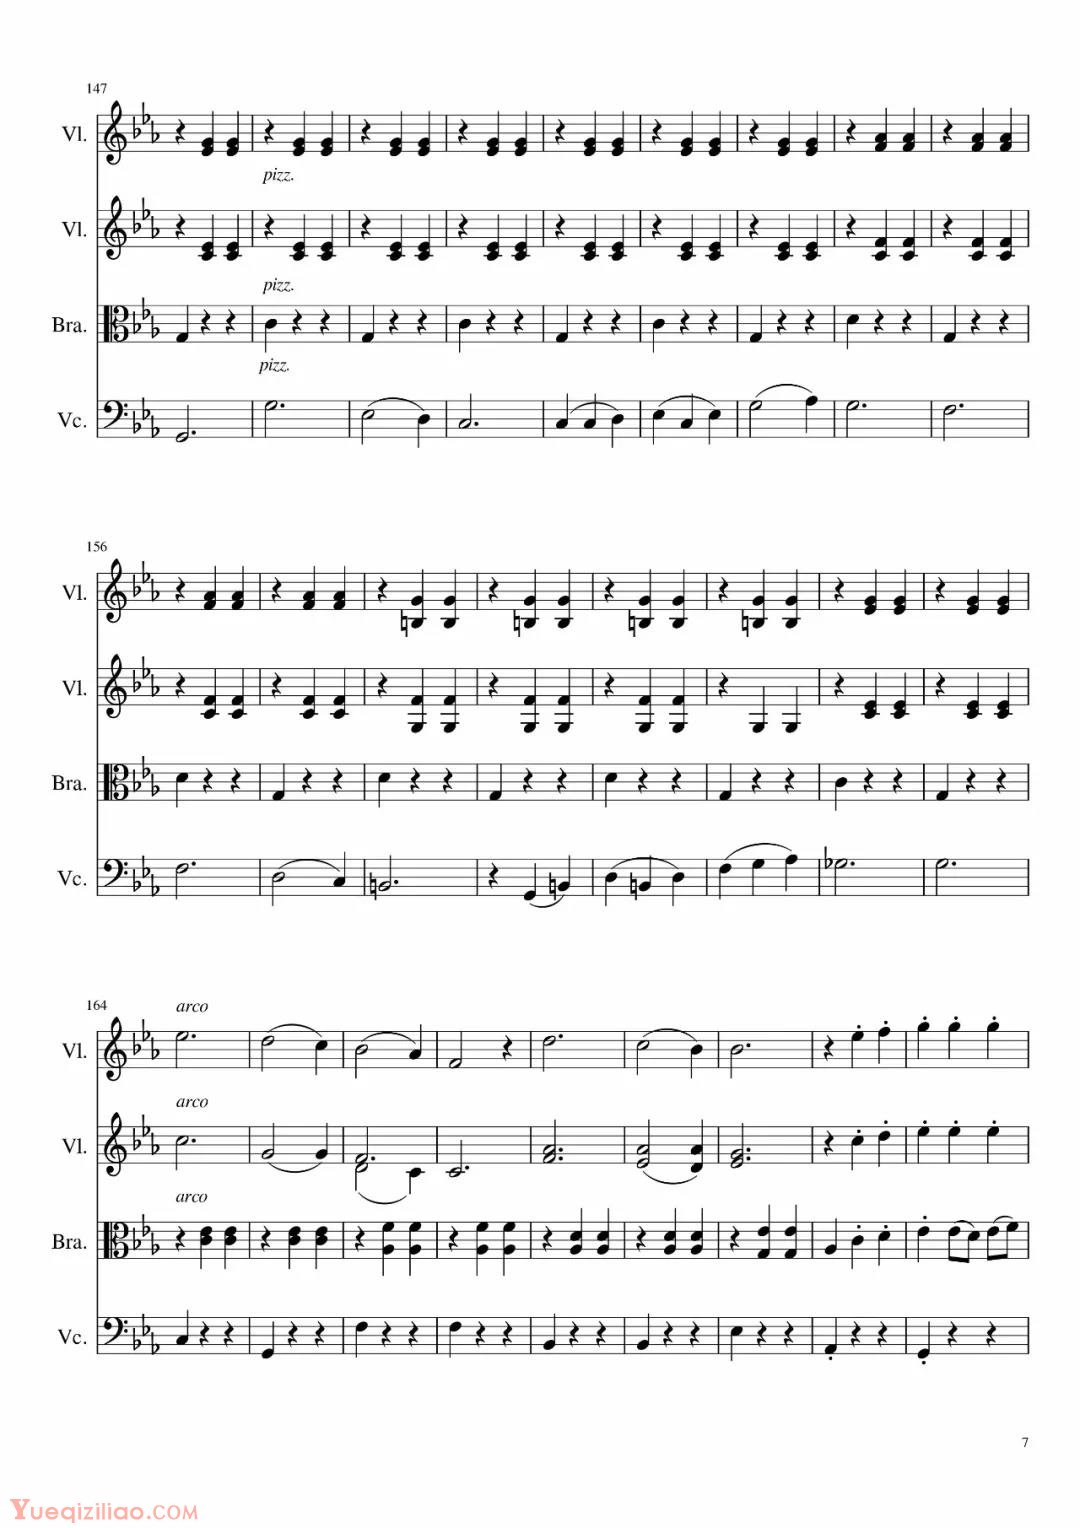 147
Vl.
pizz.
Vl.
pizz.
Bra.
pizz.
Vc.
156
Vl.
Vl.
Bra.
Vc.
164
arco
Vl.
arco
Vl.
arco
Bra.
Vc.
7
Yueqiziliao.COM